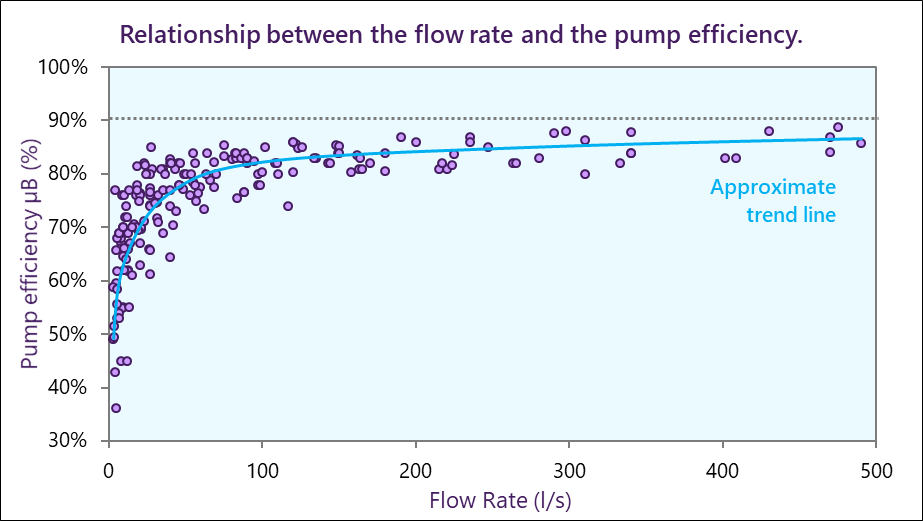 Relationship between the flow rate and the pump efficiency.
Pump efficiency µB (%)
100%
90%
80%
70%
60%
50%
40%
30%
Approximate
trend line
0 100 200 300 400 500
Flow Rate (l/s)